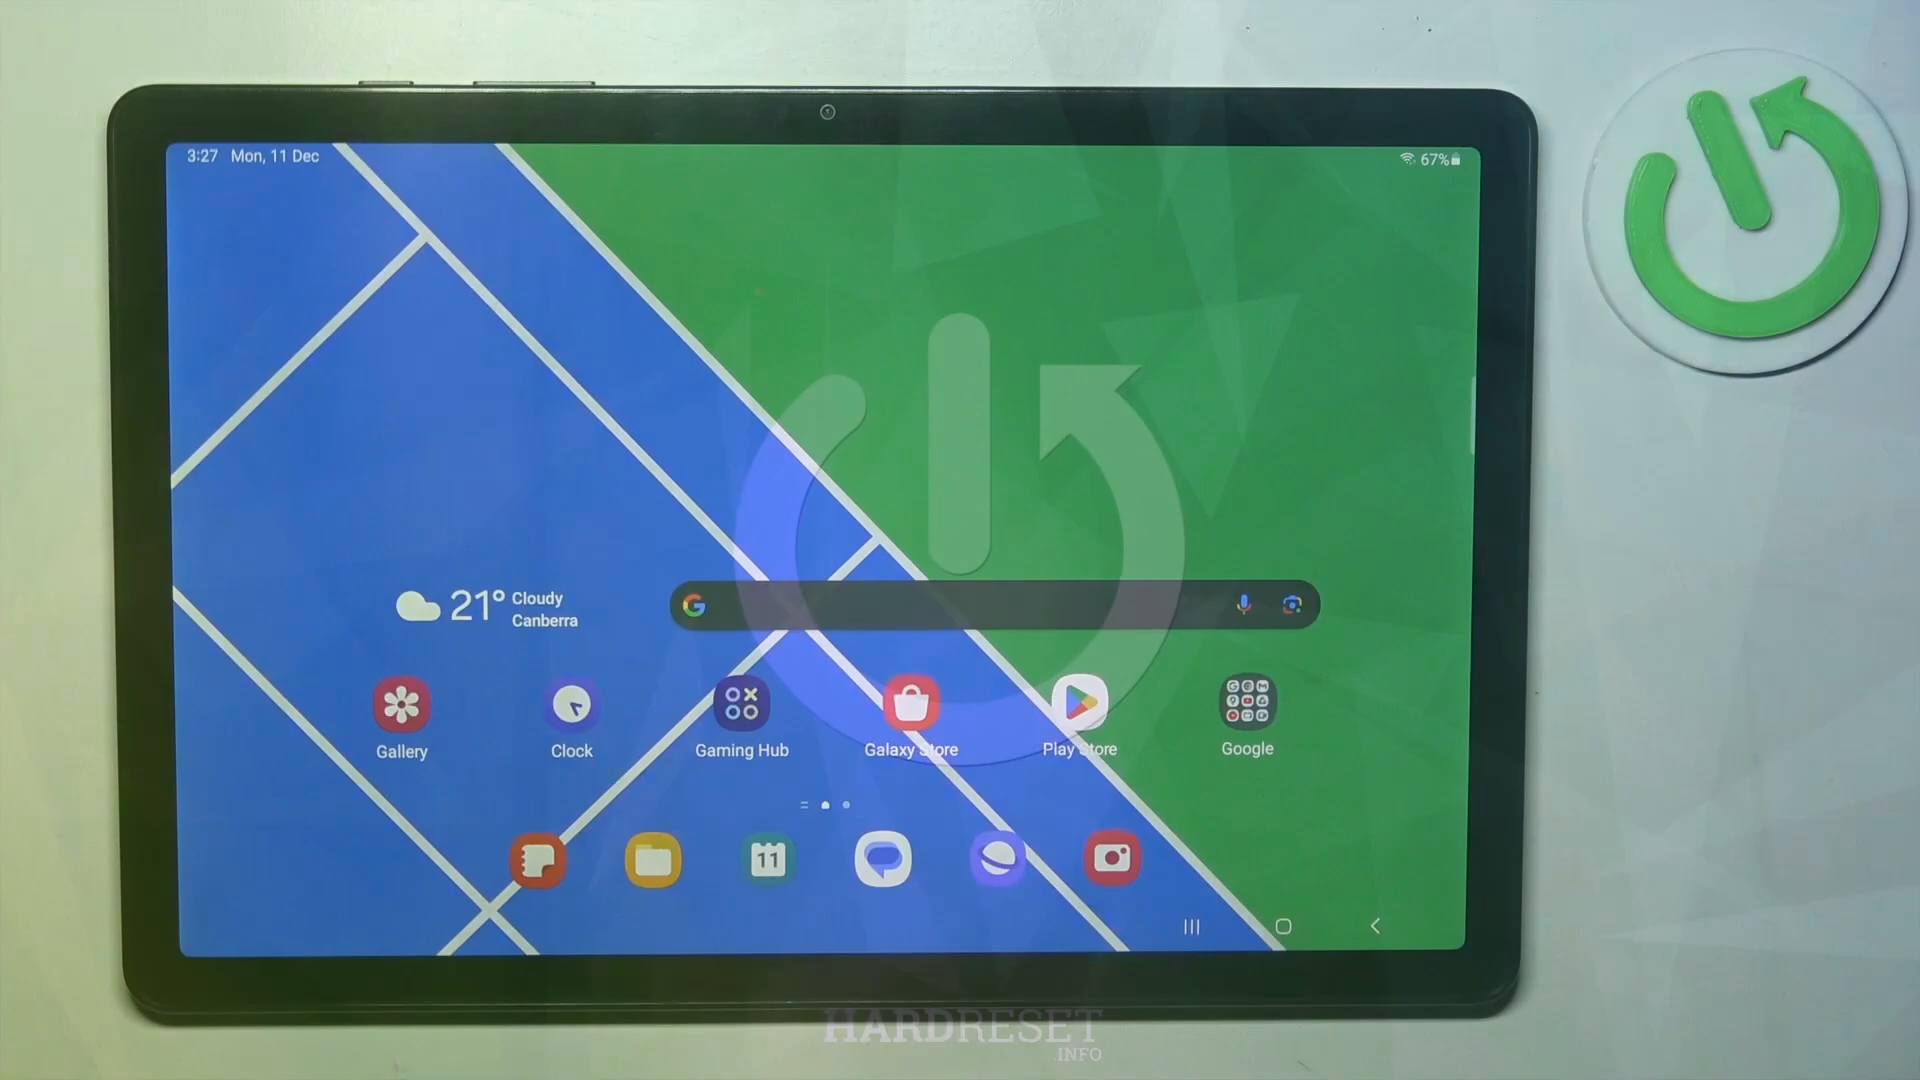 3:27 Mon, 11 Dec
67%
21° Cloudy
Canberra
Gallery
Clock
Gaming Hub
Galaxy Store
Play Store
Google
11
HARDRESET
.INFO